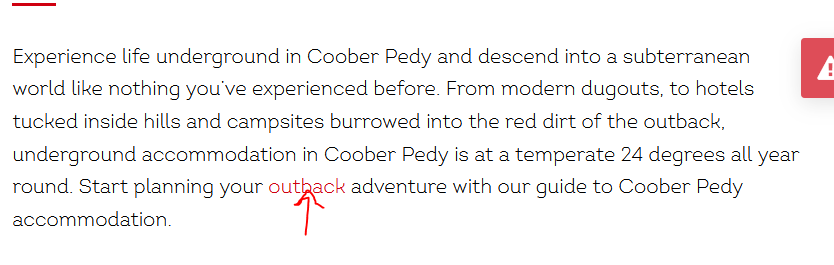 Experience life underground in Coober Pedy and descend into a subterranean
world like nothing you've experienced before. From modern dugouts, to hotels
tucked inside hills and campsites burrowed into the red dirt of the outback,
underground accommodation in Coober Pedy is at a temperate 24 degrees all year
round. Start planning your outback adventure with our guide to Coober Pedy
accommodation.